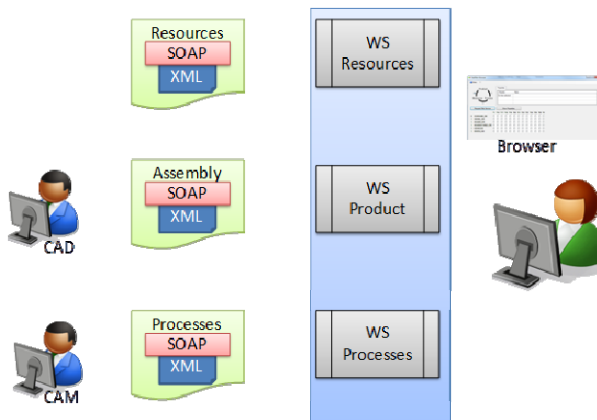 Resources
SOAP
XML
WS
Resources
Browser
Assembly
SOAP
XML
WS
Product
CAD
Processes
SOAP
XML
WS
Processes
CAM